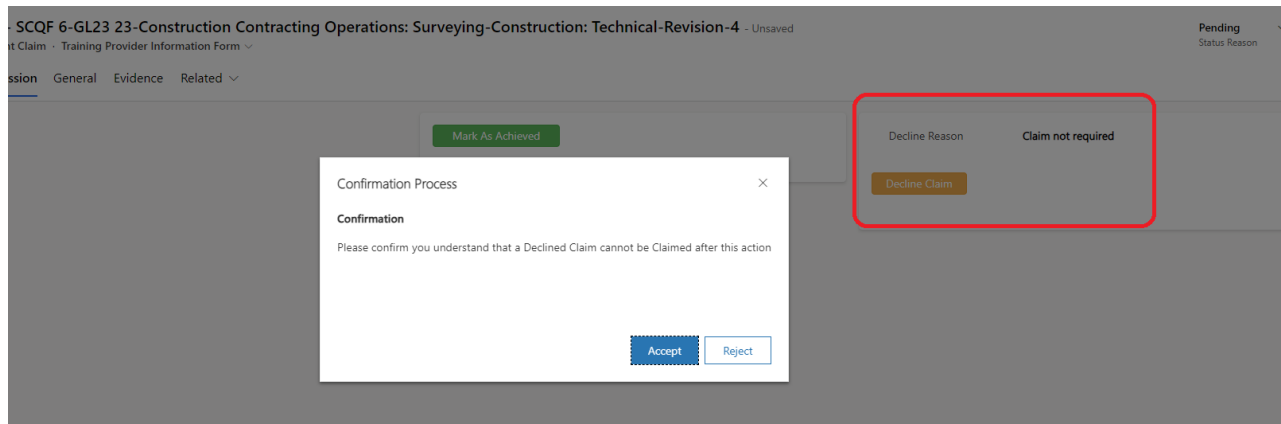 - SCQF 6-GL23 23-Construction Contracting Operations: Surveying-Construction: Technical-Revision-4 - Unsaved
nt Claim · Training Provider Information Form
Pending
Status Reason
ssion General Evidence Related
Mark As Achieved
Decline Reason Claim not required
Decline Claim
Confirmation Process
Confirmation
Please confirm you understand that a Declined Claim cannot be Claimed after this action
Accept Reject